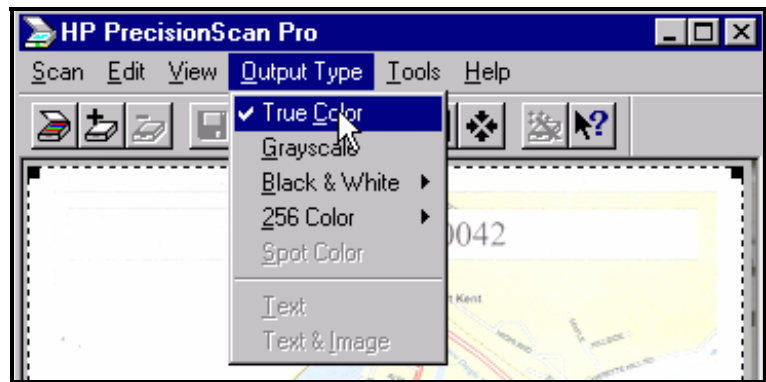 HP PrecisionScan Pro
Scan Edit View Output Type Tools Help
True Color
Grayscale
Black & White
256 Color
0042
Spot Color
Text
Kent
Text & Image